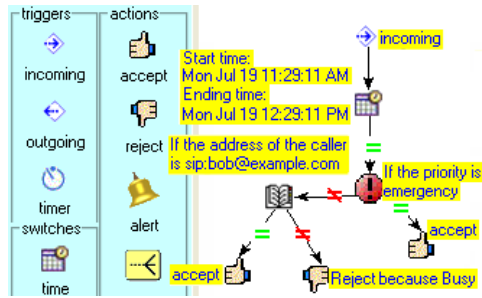 triggers
actions
incoming
accept
outgoing
reject
timer
alert
switches
time
incoming
Start time:
Mon Jul 19 11:29:11 AM
Ending time:
Mon Jul 19 12:29:11 PM
If the address of the caller
is sip:bob@example.com
If the priority is
emergency
accept
accept
Reject because Busy